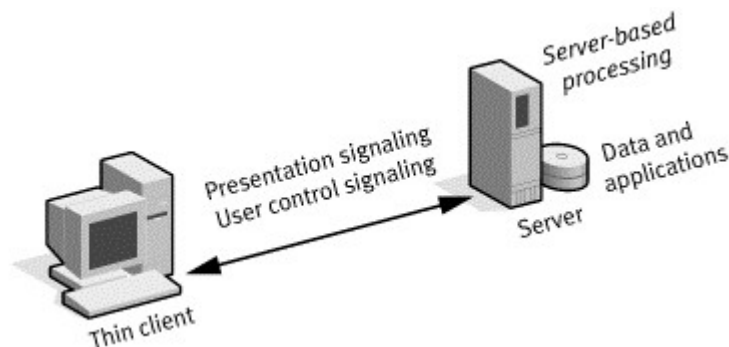 Server-based
processing
Presentation signaling
User control signaling
Data and
applications
Server
Thin client